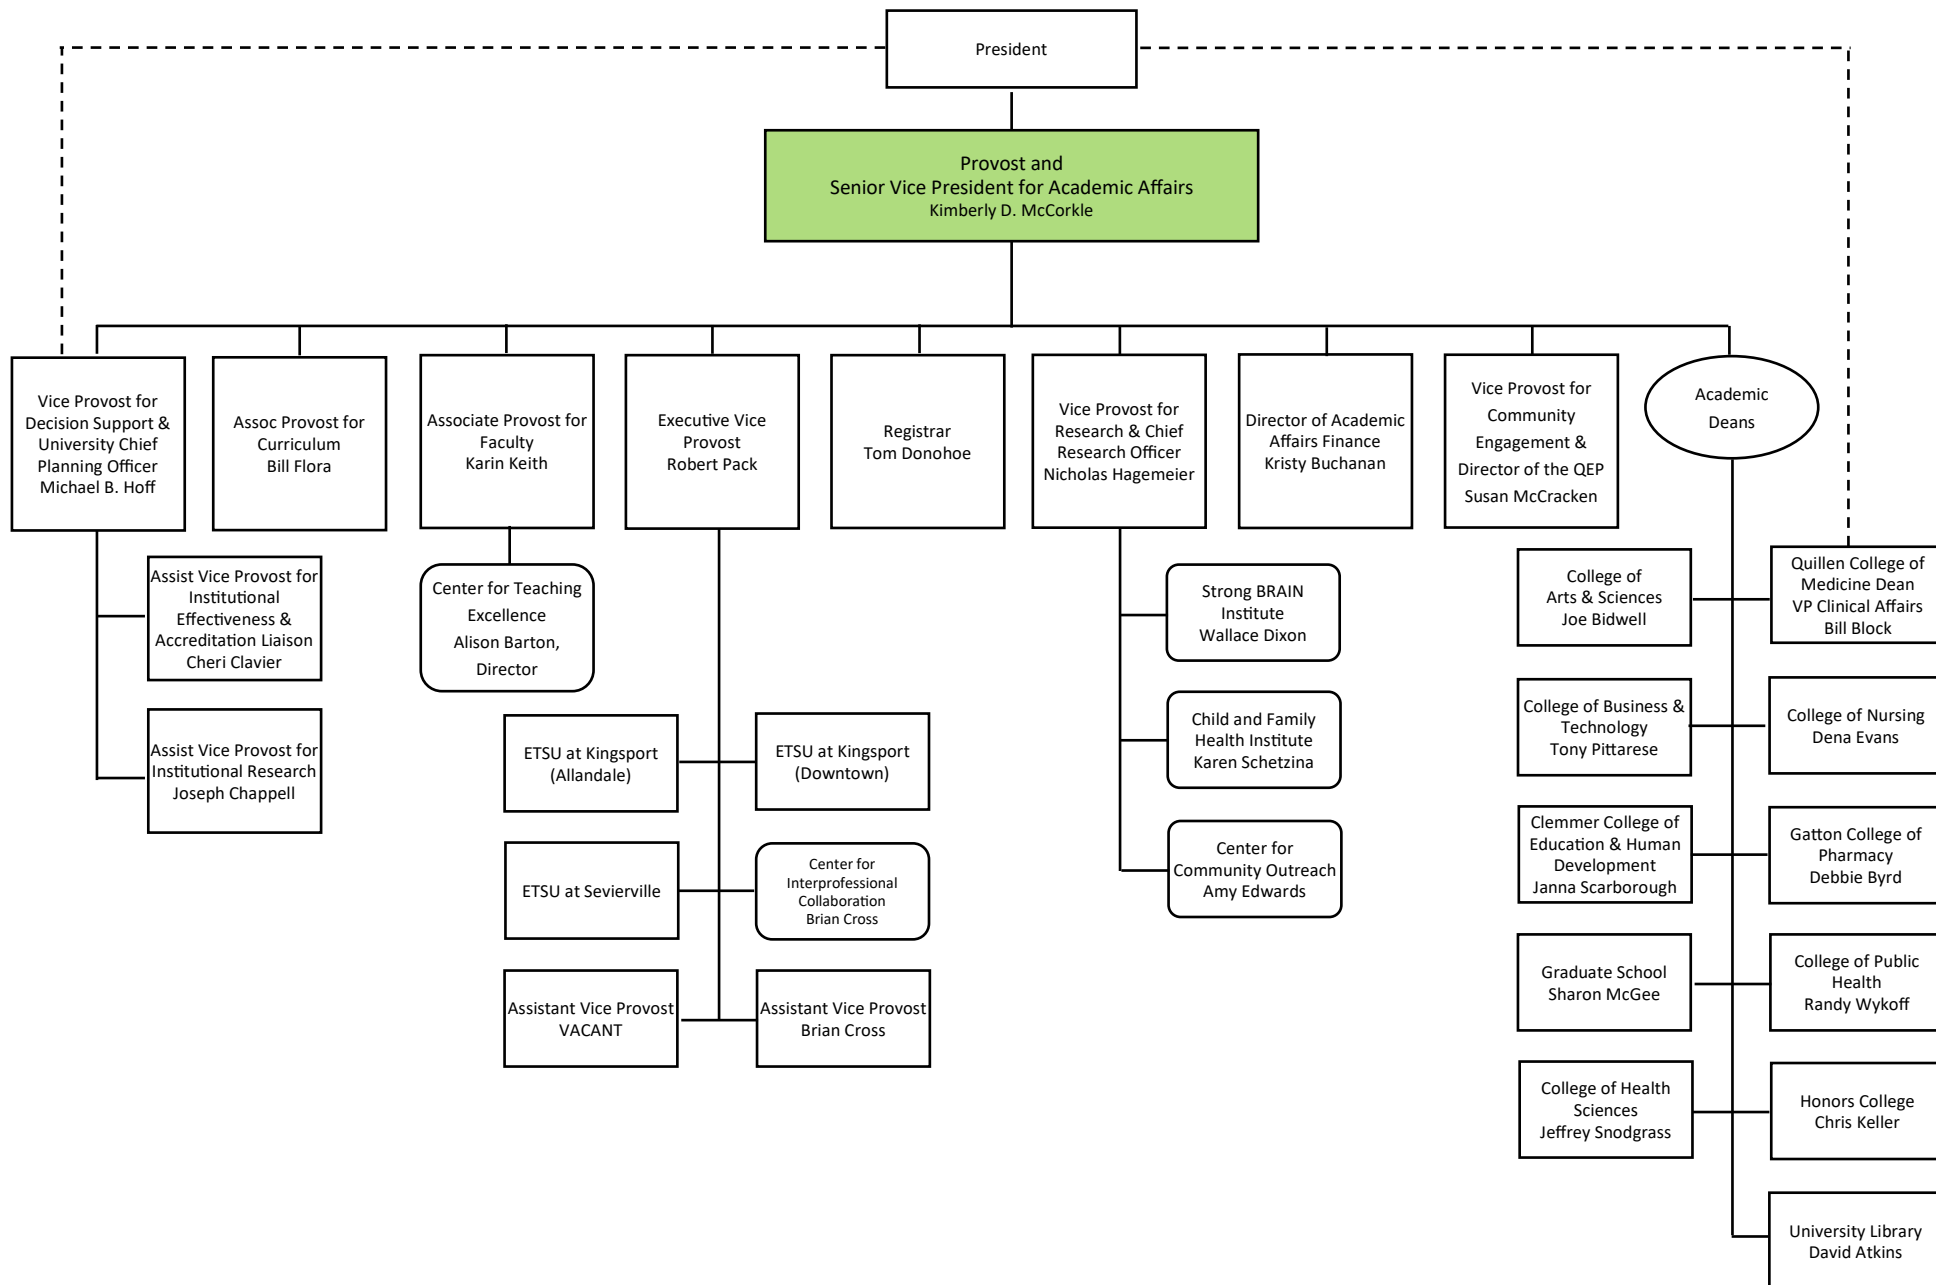 President
Provost and
Senior Vice President for Academic Affairs
Kimberly D. McCorkle
Vice Provost for
Decision Support &
University Chief
Planning Officer
Michael B. Hoff
Assoc Provost for
Curriculum
Bill Flora
Associate Provost for
Faculty
Karin Keith
Executive Vice
Provost
Robert Pack
Registrar
Tom Donohoe
Vice Provost for
Research & Chief
Research Officer
Nicholas Hagemeier
Director of Academic
Affairs Finance
Kristy Buchanan
Vice Provost for
Community
Engagement &
Director of the QEP
Susan McCracken
Academic
Deans
Assist Vice Provost for
Institutional
Effectiveness &
Accreditation Liaison
Cheri Clavier
Assist Vice Provost for
Institutional Research
Joseph Chappell
Center for Teaching
Excellence
Alison Barton,
Director
ETSU at Kingsport
(Allandale)
ETSU at Kingsport
(Downtown)
ETSU at Sevierville
Center for
Interprofessional
Collaboration
Brian Cross
Assistant Vice Provost
VACANT
Assistant Vice Provost
Brian Cross
Strong BRAIN
Institute
Wallace Dixon
Child and Family
Health Institute
Karen Schetzina
Center for
Community Outreach
Amy Edwards
College of
Arts & Sciences
Joe Bidwell
Quillen College of
Medicine Dean
VP Clinical Affairs
Bill Block
College of Business &
Technology
Tony Pittarese
College of Nursing
Dena Evans
Clemmer College of
Education & Human
Development
Janna Scarborough
Gatton College of
Pharmacy
Debbie Byrd
Graduate School
Sharon McGee
College of Public
Health
Randy Wykoff
College of Health
Sciences
Jeffrey Snodgrass
Honors College
Chris Keller
University Library
David Atkins